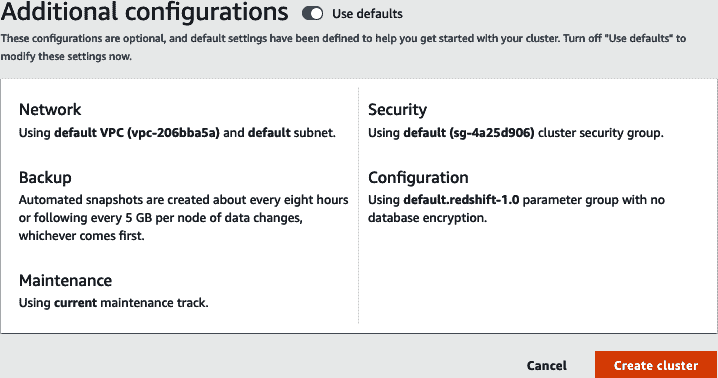 Additional configurations Use defaults
These configurations are optional, and default settings have been defined to help you get started with your cluster. Turn off "Use defaults" to
modify these settings now.
Network
Using default VPC (vpc-206bba5a) and default subnet.
Backup
Automated snapshots are created about every eight hours
or following every 5 GB per node of data changes,
whichever comes first.
Maintenance
Using current maintenance track.
Security
Using default (sg-4a25d906) cluster security group.
Configuration
Using default.redshift-1.0 parameter group with no
database encryption.
Cancel Create cluster